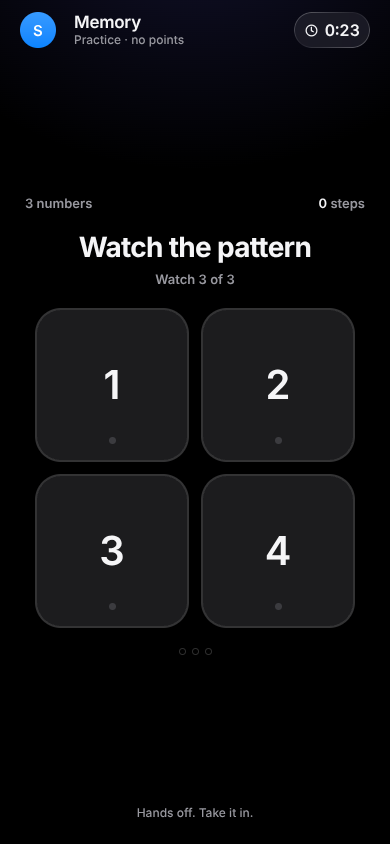 S
Memory
Practice · no points
0:23
3 numbers
0 steps
Watch the pattern
Watch 3 of 3
1
2
3
4
Hands off. Take it in.